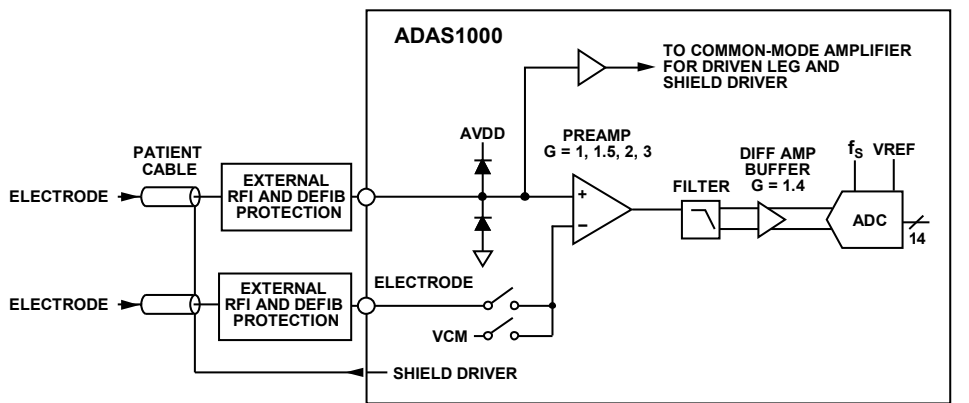 ADAS1000
TO COMMON-MODE AMPLIFIER
FOR DRIVEN LEG AND
SHIELD DRIVER
AVDD
PREAMP
G = 1, 1.5, 2, 3
PATIENT
CABLE
DIFF AMP
BUFFER
G = 1.4
fS VREF
ELECTRODE
EXTERNAL
RFI AND DEFIB
PROTECTION
+
–
FILTER
ADC
14
ELECTRODE
ELECTRODE
EXTERNAL
RFI AND DEFIB
PROTECTION
VCM
SHIELD DRIVER